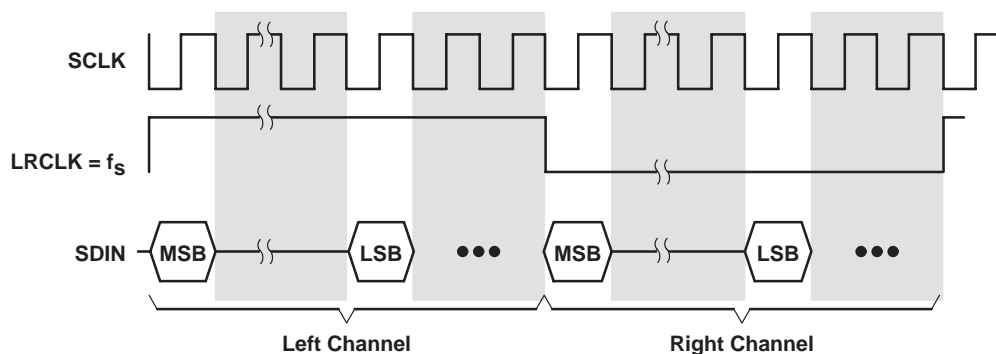 SCLK
LRCLK = fs
SDIN
MSB
LSB
•••
MSB
LSB
•••
Left Channel
Right Channel